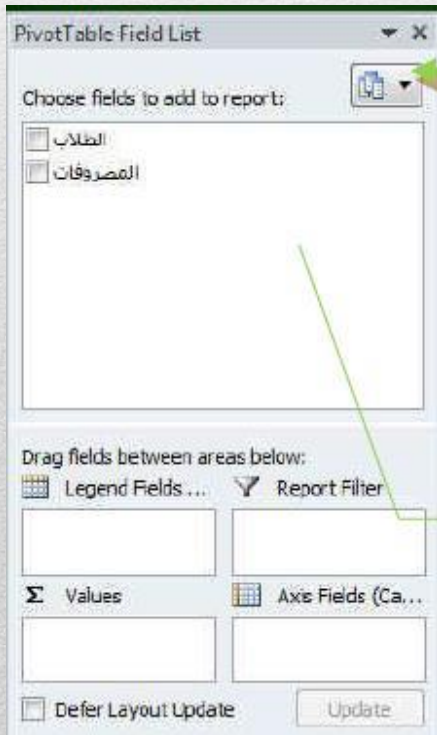 PivotTable Field List
Choose fields to add to report:
الطلاب
المصروفات
Drag fields between areas below:
Legend Fields ... Report Filter
Σ Values Axis Fields (Ca...
Defer Layout Update Update